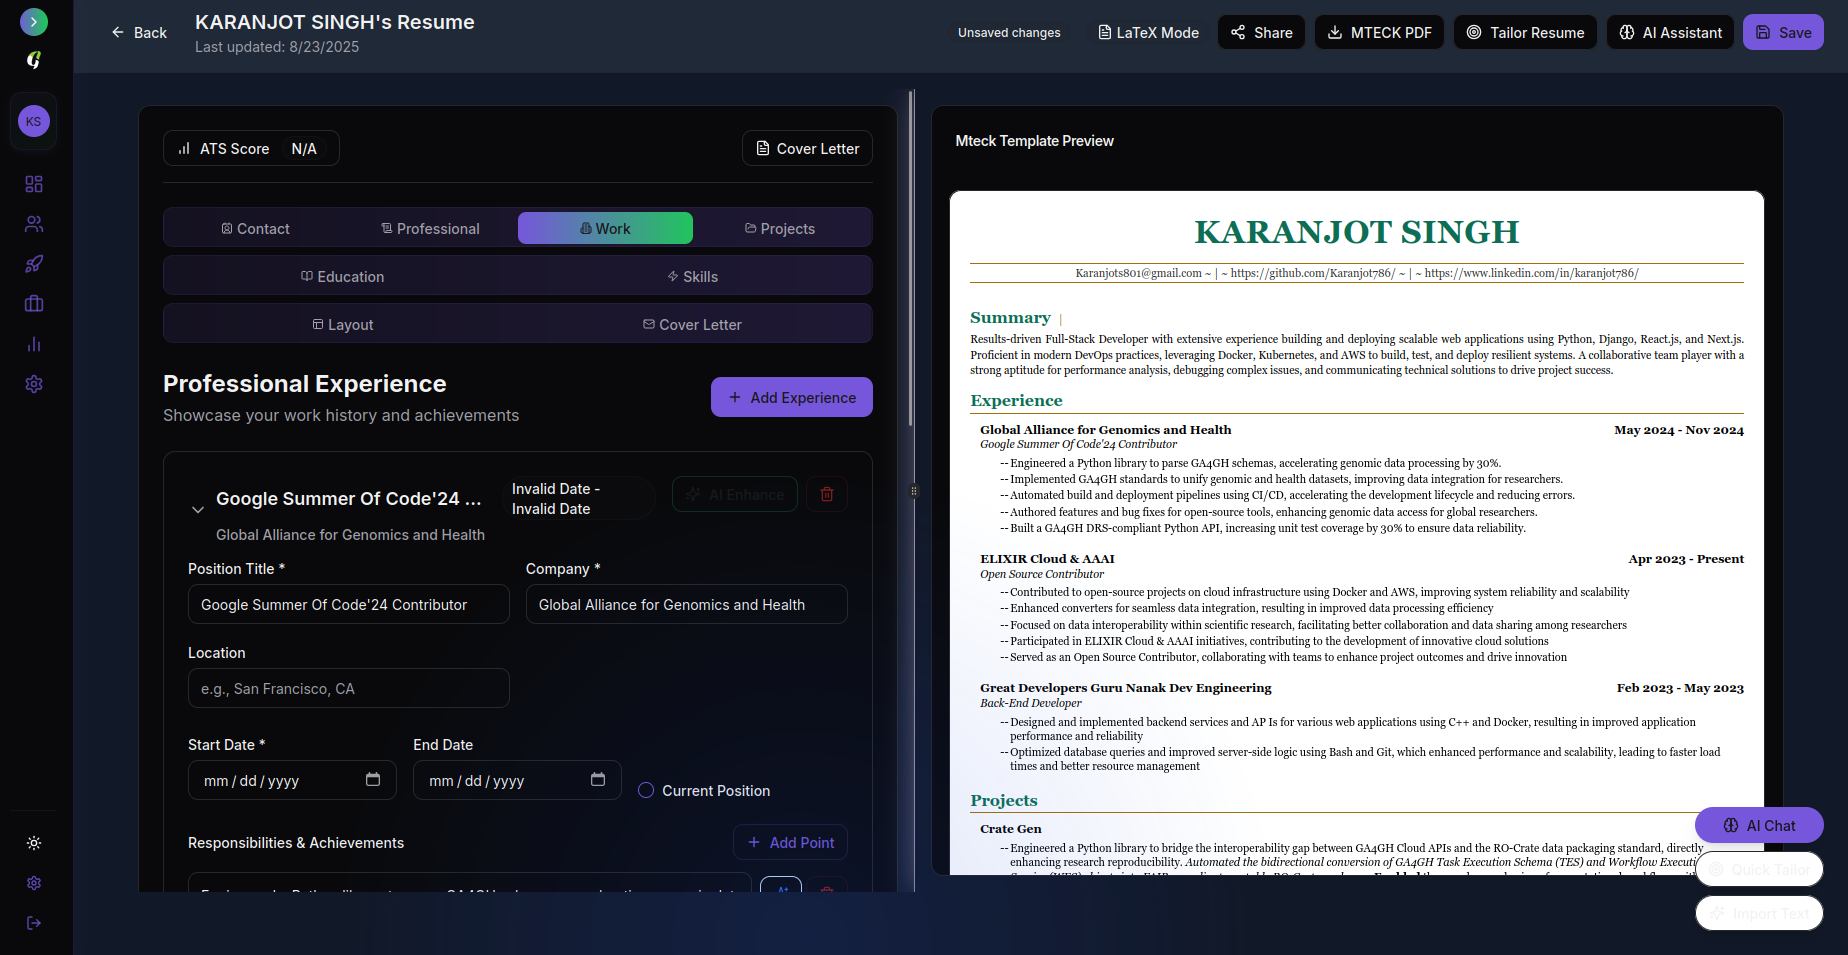 Back
KARANJOT SINGH's Resume
Last updated: 8/23/2025
Unsaved changes
LaTeX Mode
Share
MTECK PDF
Tailor Resume
AI Assistant
Save
KS
ATS Score N/A
Cover Letter
Contact
Professional
Work
Projects
Education
Skills
Layout
Cover Letter
Professional Experience
Showcase your work history and achievements
Add Experience
Google Summer Of Code'24 ...
Invalid Date -
Invalid Date
AI Enhance
Global Alliance for Genomics and Health
Position Title *
Company *
Google Summer Of Code'24 Contributor
Global Alliance for Genomics and Health
Location
e.g., San Francisco, CA
Start Date *
End Date
mm / dd / yyyy
mm / dd / yyyy
Current Position
Responsibilities & Achievements
Add Point
Mteck Template Preview
KARANJOT SINGH
Karanjots801@gmail.com ~ | ~ https://github.com/Karanjot786/ ~ | ~ https://www.linkedin.com/in/karanjot786/
Summary |
Results-driven Full-Stack Developer with extensive experience building and deploying scalable web applications using Python, Django, React.js, and Next.js.
Proficient in modern DevOps practices, leveraging Docker, Kubernetes, and AWS to build, test, and deploy resilient systems. A collaborative team player with a
strong aptitude for performance analysis, debugging complex issues, and communicating technical solutions to drive project success.
Experience
Global Alliance for Genomics and Health May 2024 - Nov 2024
Google Summer Of Code'24 Contributor
-- Engineered a Python library to parse GA4GH schemas, accelerating genomic data processing by 30%.
-- Implemented GA4GH standards to unify genomic and health datasets, improving data integration for researchers.
-- Automated build and deployment pipelines using CI/CD, accelerating the development lifecycle and reducing errors.
-- Authored features and bug fixes for open-source tools, enhancing genomic data access for global researchers.
-- Built a GA4GH DRS-compliant Python API, increasing unit test coverage by 30% to ensure data reliability.
ELIXIR Cloud & AAAI Apr 2023 - Present
Open Source Contributor
-- Contributed to open-source projects on cloud infrastructure using Docker and AWS, improving system reliability and scalability
-- Enhanced converters for seamless data integration, resulting in improved data processing efficiency
-- Focused on data interoperability within scientific research, facilitating better collaboration and data sharing among researchers
-- Participated in ELIXIR Cloud & AAAI initiatives, contributing to the development of innovative cloud solutions
-- Served as an Open Source Contributor, collaborating with teams to enhance project outcomes and drive innovation
Great Developers Guru Nanak Dev Engineering Feb 2023 - May 2023
Back-End Developer
-- Designed and implemented backend services and AP Is for various web applications using C++ and Docker, resulting in improved application
performance and reliability
-- Optimized database queries and improved server-side logic using Bash and Git, which enhanced performance and scalability, leading to faster load
times and better resource management
Projects
Crate Gen
-- Engineered a Python library to bridge the interoperability gap between GA4GH Cloud APIs and the RO-Crate data packaging standard, directly
enhancing research reproducibility. Automated the bidirectional conversion of GA4GH Task Execution Schema (TES) and Workflow
AI Chat
Quick Tailor
Import Text